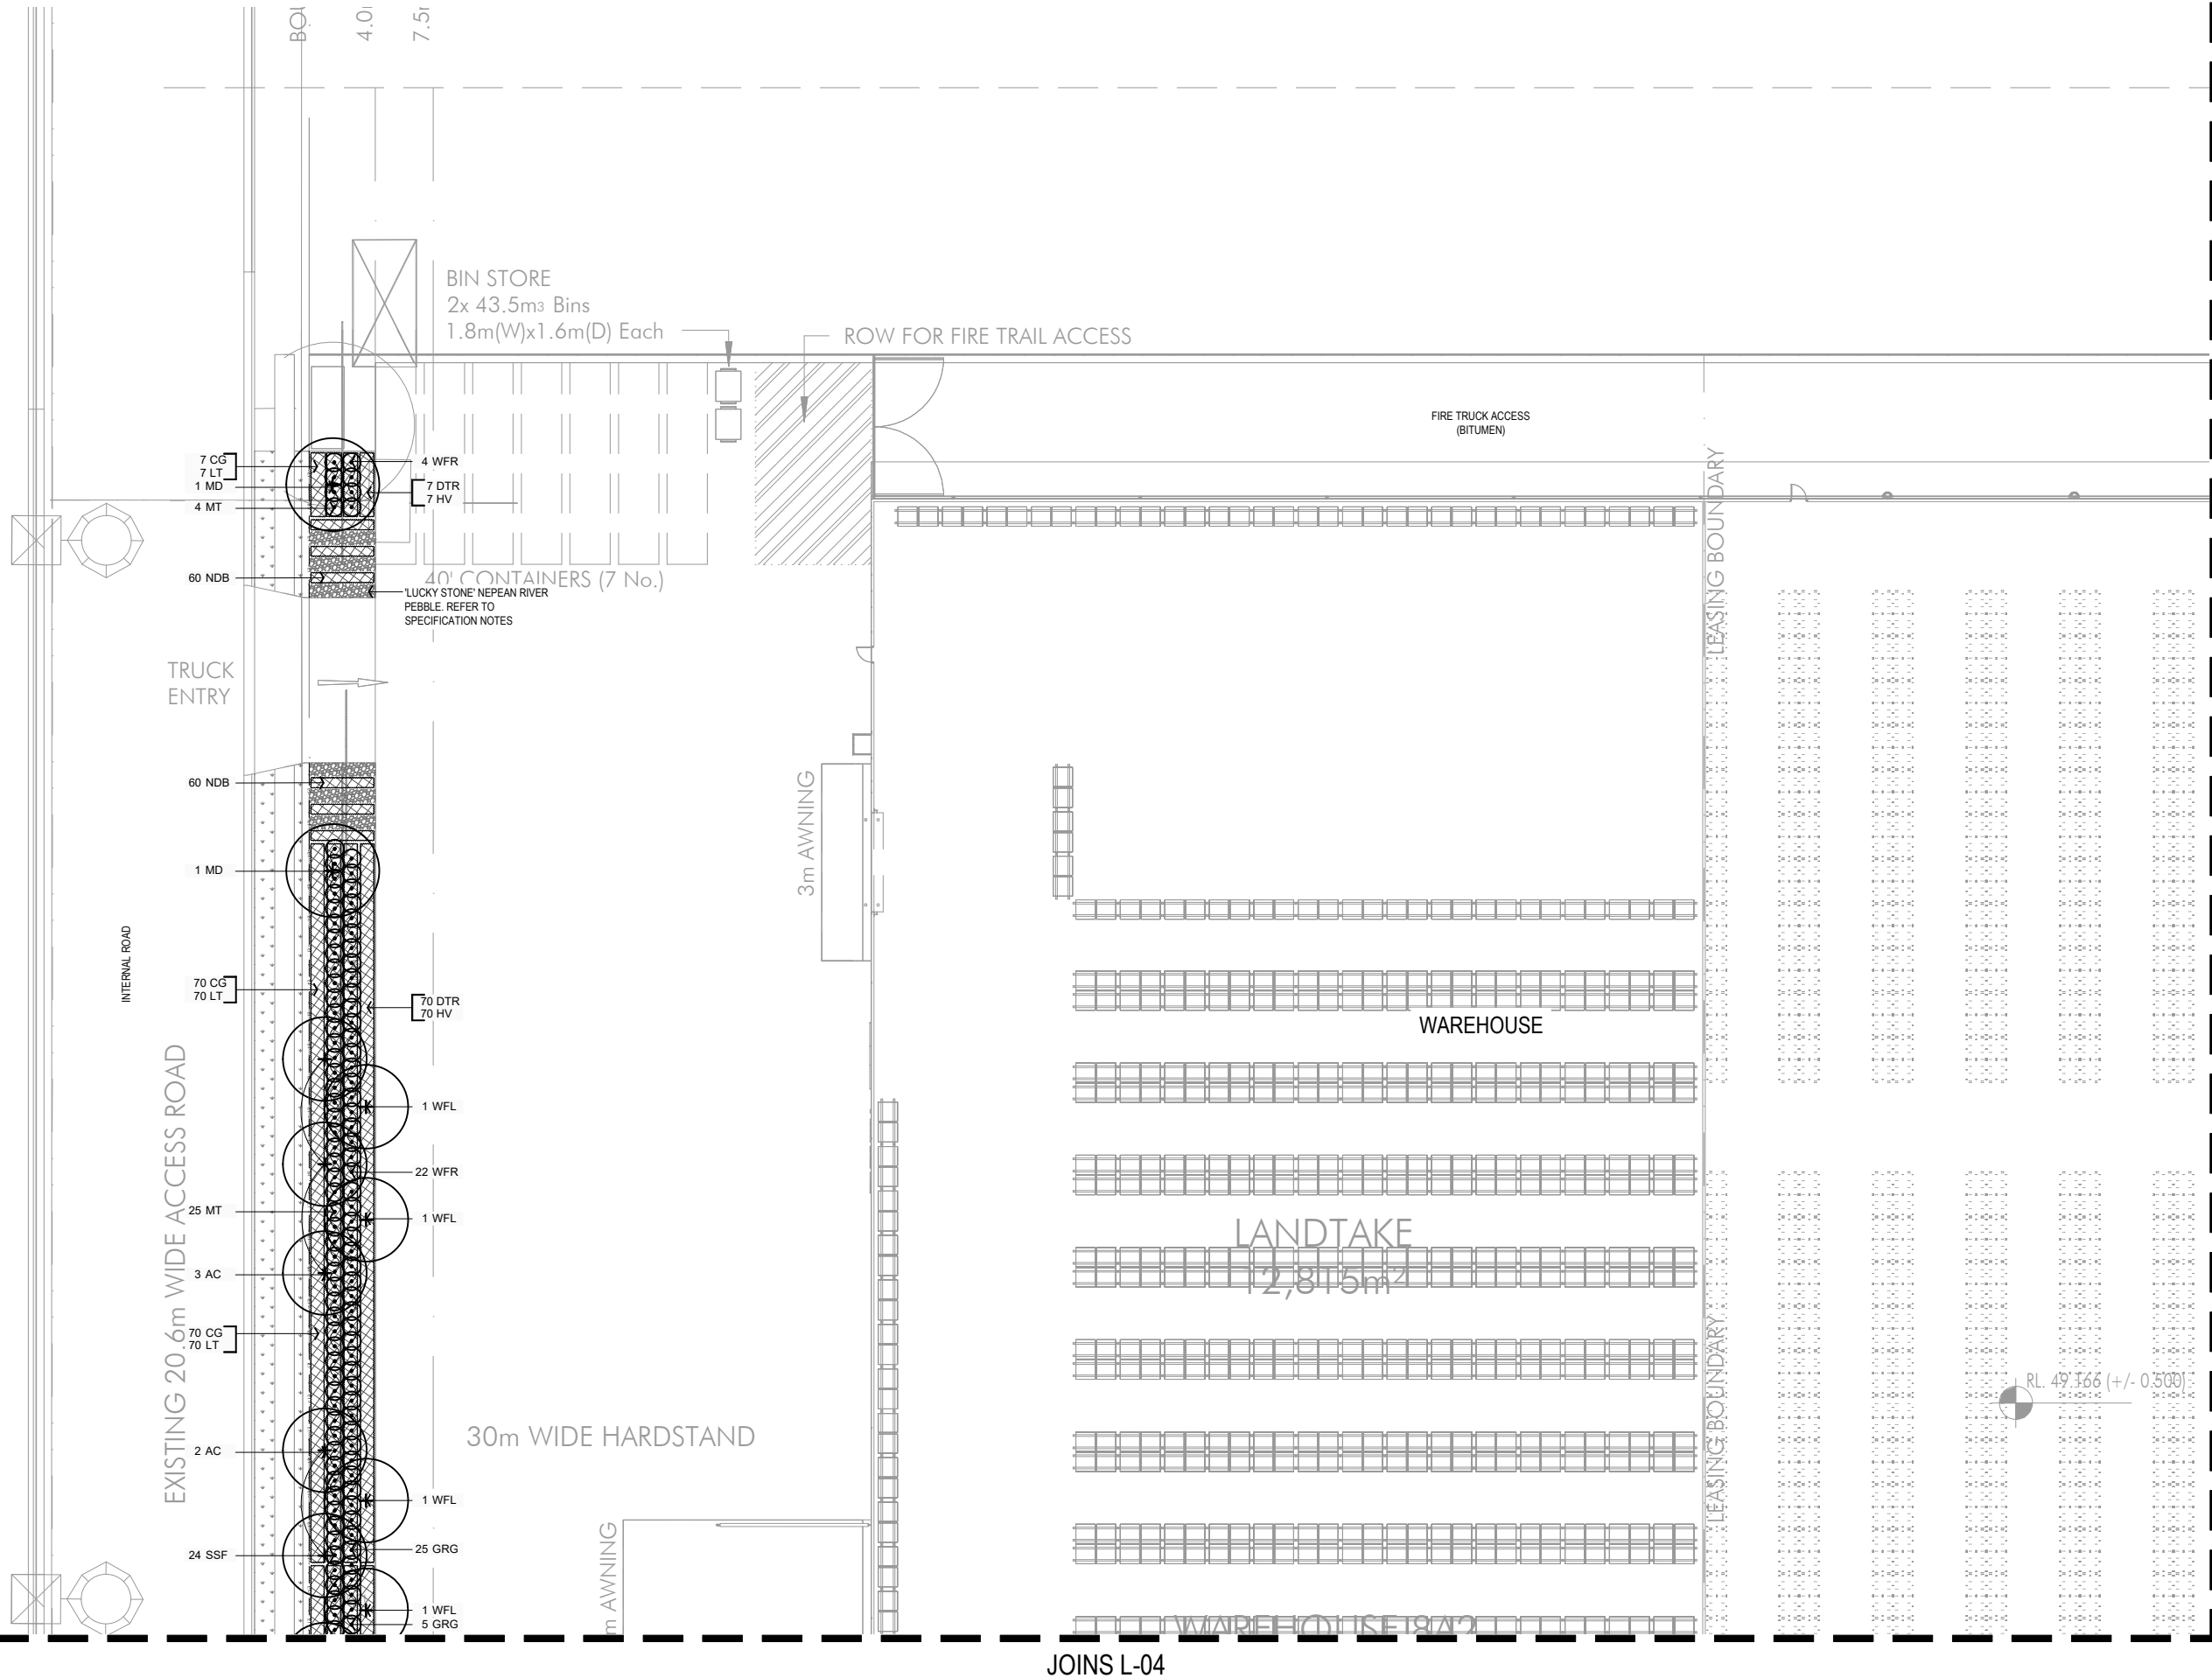 4.0
7.5
BIN STORE
2x 43.5m3 Bins
1.8m(W)x1.6m(D) Each
ROW FOR FIRE TRAIL ACCESS
FIRE TRUCK ACCESS
(BITUMEN)
7 CG
7 LT
1 MD
4 MT
4 WFR
7 DTR
7 HV
60 NDB
40' CONTAINERS (7 No.)
'LUCKY STONE' NEPEAN RIVER
PEBBLE. REFER TO
SPECIFICATION NOTES
LEASING BOUNDARY
TRUCK
ENTRY
60 NDB
3m AWNING
1 MD
INTERNAL ROAD
70 CG
70 LT
70 DTR
70 HV
WAREHOUSE
EXISTING 20.6m WIDE ACCESS ROAD
1 WFL
22 WFR
25 MT
1 WFL
LANDTAKE
12,815m²
3 AC
70 CG
70 LT
LEASING BOUNDARY
RL. 49.166 (+/- 0.500)
2 AC
30m WIDE HARDSTAND
1 WFL
24 SSF
25 GRG
m AWNING
1 WFL
5 GRG
WAREHOUSE 1&2
JOINS L-04